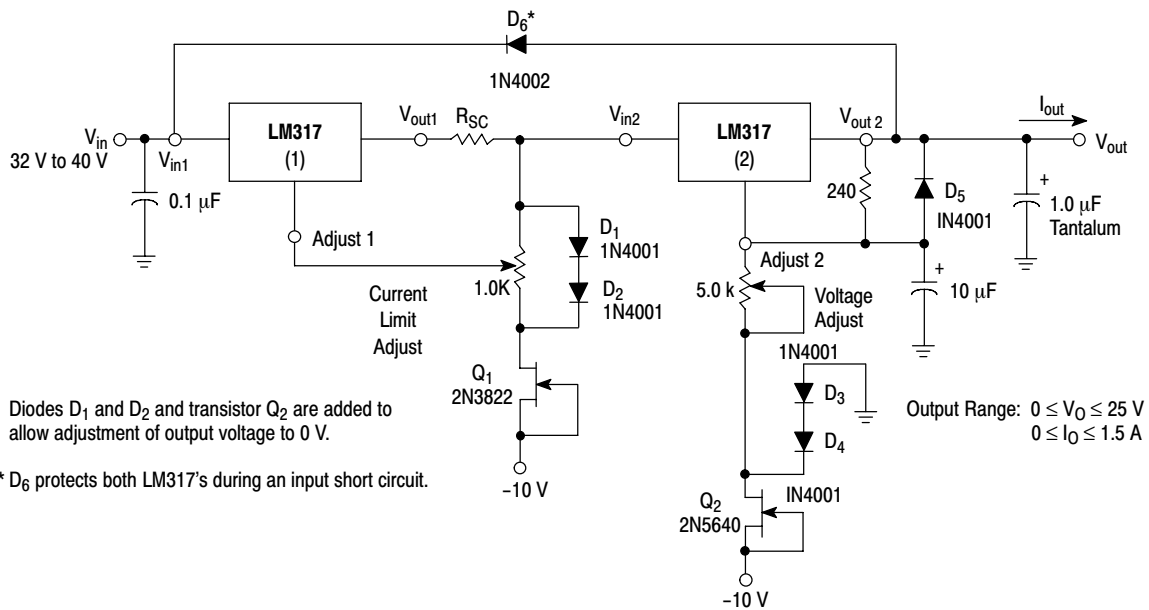 D6*
1N4002
Vin
32 V to 40 V
Vin1
0.1 µF
LM317
(1)
Vout1
RSC
Vin2
LM317
(2)
Vout 2
Iout
Vout
240
D5
IN4001
+
1.0 µF
Tantalum
Adjust 1
D1
1N4001
1.0K
D2
1N4001
Current
Limit
Adjust
Adjust 2
5.0 k
Voltage
Adjust
+
10 µF
Q1
2N3822
–10 V
1N4001
D3
D4
IN4001
Q2
2N5640
–10 V
Output Range: 0 ≤ VO ≤ 25 V
0 ≤ IO ≤ 1.5 A
Diodes D1 and D2 and transistor Q2 are added to
allow adjustment of output voltage to 0 V.
* D6 protects both LM317's during an input short circuit.